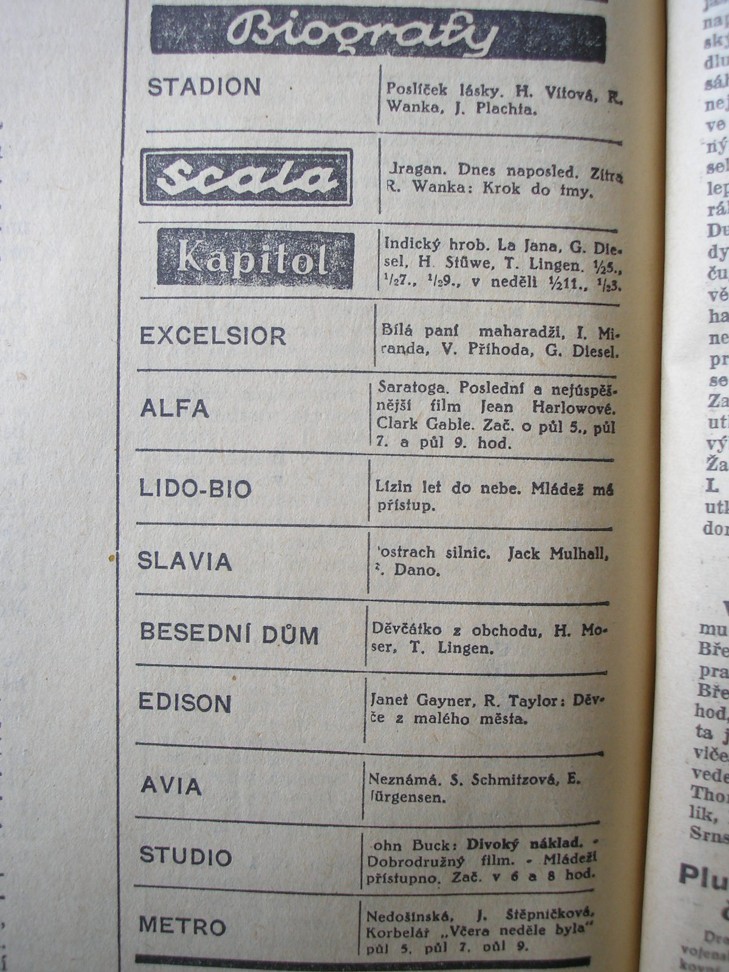 Biografy
STADION
Poslíček lásky. H. Vítová, R.
Wanka, J. Plachta.
Scala
Uragan. Dnes naposled. Zítra
R. Wanka: Krok do tmy.
Kapitol
Indický hrob. La Jana, G. Die-
sel, H. Stüwe, T. Lingen. ½5.,
½7., ½9., v neděli ½11., ½3.
EXCELSIOR
Bílá paní maharadži, I. Mi-
randa, V. Příhoda, G. Diesel.
ALFA
Saratoga. Poslední a nejúspěš-
nější film Jean Harlowové.
Clark Gable. Zač. o půl 5., půl
7. a půl 9. hod.
LIDO-BIO
Lízin let do nebe. Mládež má
přístup.
SLAVIA
Postrach silnic. Jack Mulhall,
Dano.
BESEDNÍ DŮM
Děvčátko z obchodu, H. Mo-
ser, T. Lingen.
EDISON
Janet Gayner, R. Taylor: Děv-
če z malého města.
AVIA
Neznámá. S. Schmitzová, E.
Jürgensen.
STUDIO
John Buck: Divoký náklad. -
Dobrodružný film. - Mládeži
přístupno. Zač. v 6 a 8 hod.
METRO
Nedošinská, J. Štěpničková,
Korbelář „Včera neděle byla"
půl 5. půl 7. půl 9.